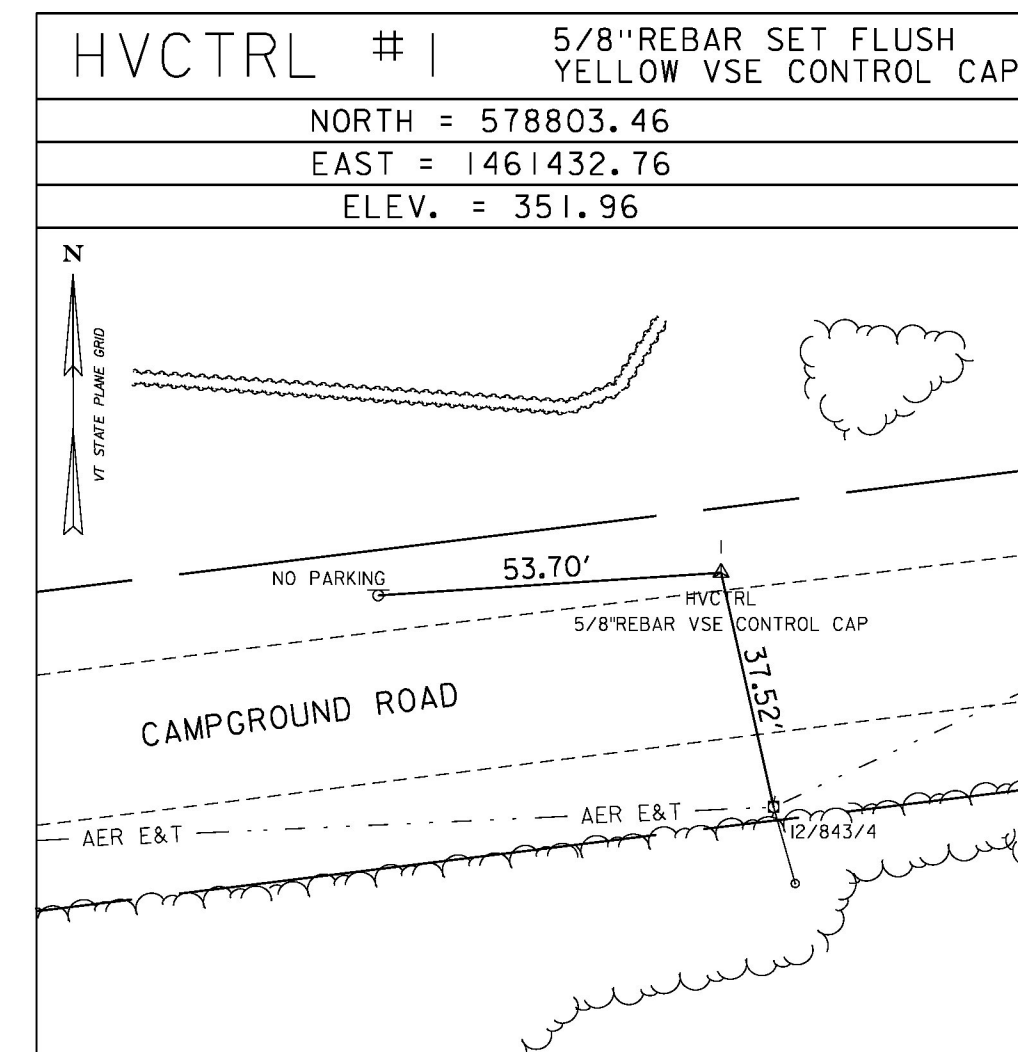 HVCTRL #1
5/8"REBAR SET FLUSH
YELLOW VSE CONTROL CAP
NORTH = 578803.46
EAST = 1461432.76
ELEV. = 351.96
N
VT STATE PLANE GRID
NO PARKING
53.70'
1
HVCTRL
5/8"REBAR VSE CONTROL CAP
37.52'
CAMPGROUND ROAD
AER E&T
AER E&T
12/843/4